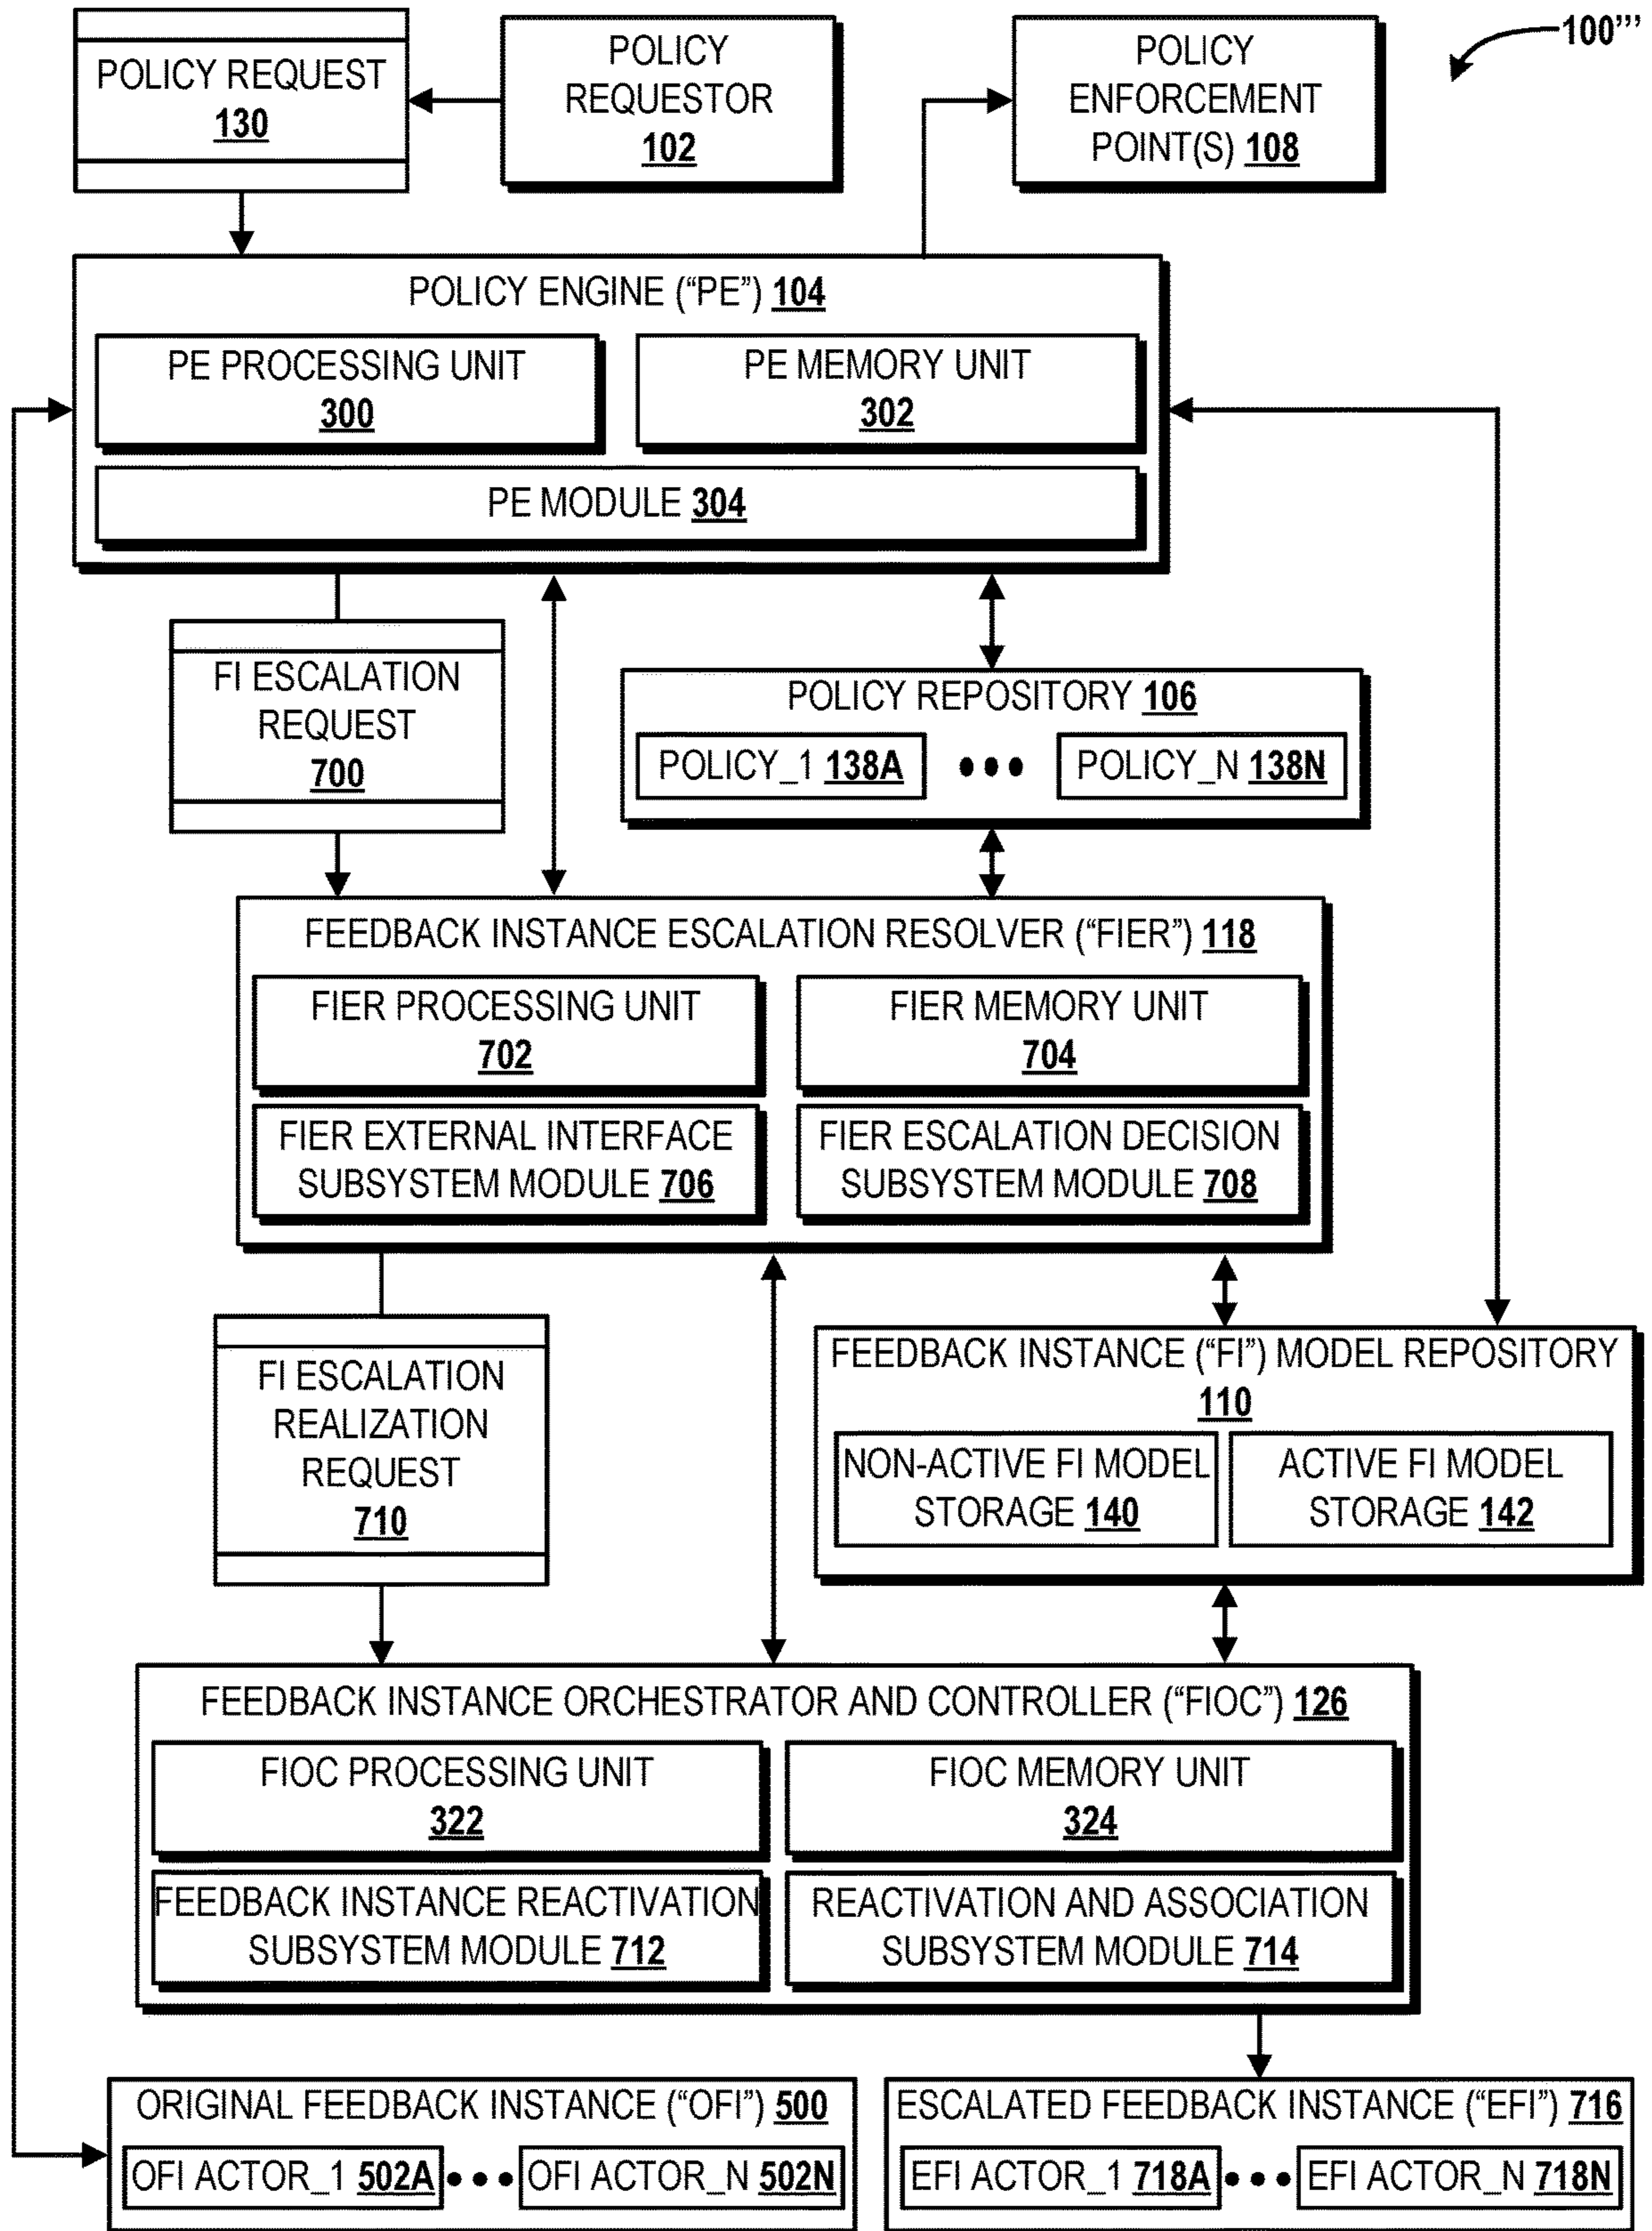 POLICY REQUEST
130
POLICY
REQUESTOR
102
POLICY
ENFORCEMENT
POINT(S) 108
100’’’
POLICY ENGINE (“PE”) 104
PE PROCESSING UNIT
300
PE MEMORY UNIT
302
PE MODULE 304
FI ESCALATION
REQUEST
700
POLICY REPOSITORY 106
POLICY_1 138A
POLICY_N 138N
FEEDBACK INSTANCE ESCALATION RESOLVER (“FIER”) 118
FIER PROCESSING UNIT
702
FIER MEMORY UNIT
704
FIER EXTERNAL INTERFACE
SUBSYSTEM MODULE 706
FIER ESCALATION DECISION
SUBSYSTEM MODULE 708
FI ESCALATION
REALIZATION
REQUEST
710
FEEDBACK INSTANCE (“FI”) MODEL REPOSITORY
110
NON-ACTIVE FI MODEL
STORAGE 140
ACTIVE FI MODEL
STORAGE 142
FEEDBACK INSTANCE ORCHESTRATOR AND CONTROLLER (“FIOC”) 126
FIOC PROCESSING UNIT
322
FIOC MEMORY UNIT
324
FEEDBACK INSTANCE REACTIVATION
SUBSYSTEM MODULE 712
REACTIVATION AND ASSOCIATION
SUBSYSTEM MODULE 714
ORIGINAL FEEDBACK INSTANCE (“OFI”) 500
OFI ACTOR_1 502A
OFI ACTOR_N 502N
ESCALATED FEEDBACK INSTANCE (“EFI”) 716
EFI ACTOR_1 718A
EFI ACTOR_N 718N